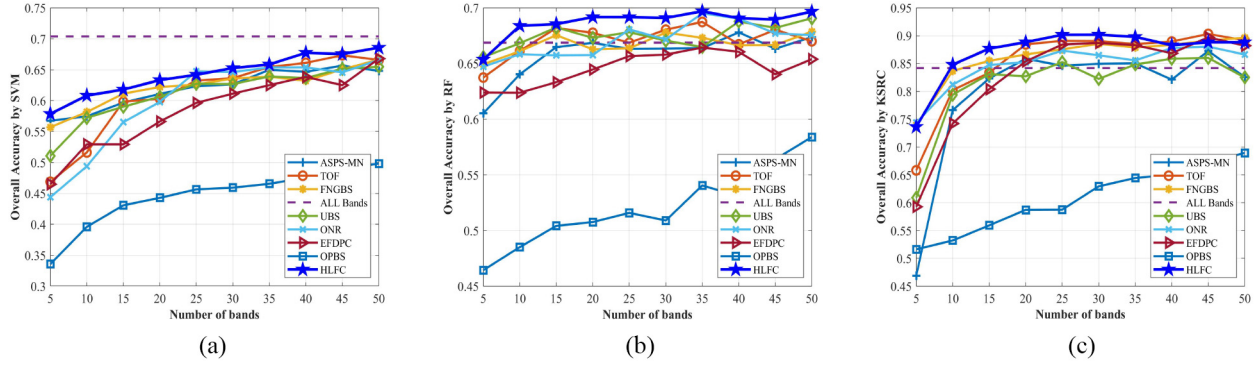 Overall Accuracy by SVM
0.75
0.7
0.65
0.6
0.55
0.5
0.45
0.4
0.35
0.3
5 10 15 20 25 30 35 40 45 50
Number of bands
ASPS-MN
TOF
FNGBS
ALL Bands
UBS
ONR
EFDPC
OPBS
HLFC
(a)
Overall Accuracy by RF
0.7
0.65
0.6
0.55
0.5
0.45
5 10 15 20 25 30 35 40 45 50
Number of bands
ASPS-MN
TOF
FNGBS
ALL Bands
UBS
ONR
EFDPC
OPBS
HLFC
(b)
Overall Accuracy by KSRC
0.95
0.9
0.85
0.8
0.75
0.7
0.65
0.6
0.55
0.5
0.45
5 10 15 20 25 30 35 40 45 50
Number of bands
ASPS-MN
TOF
FNGBS
ALL Bands
UBS
ONR
EFDPC
OPBS
HLFC
(c)